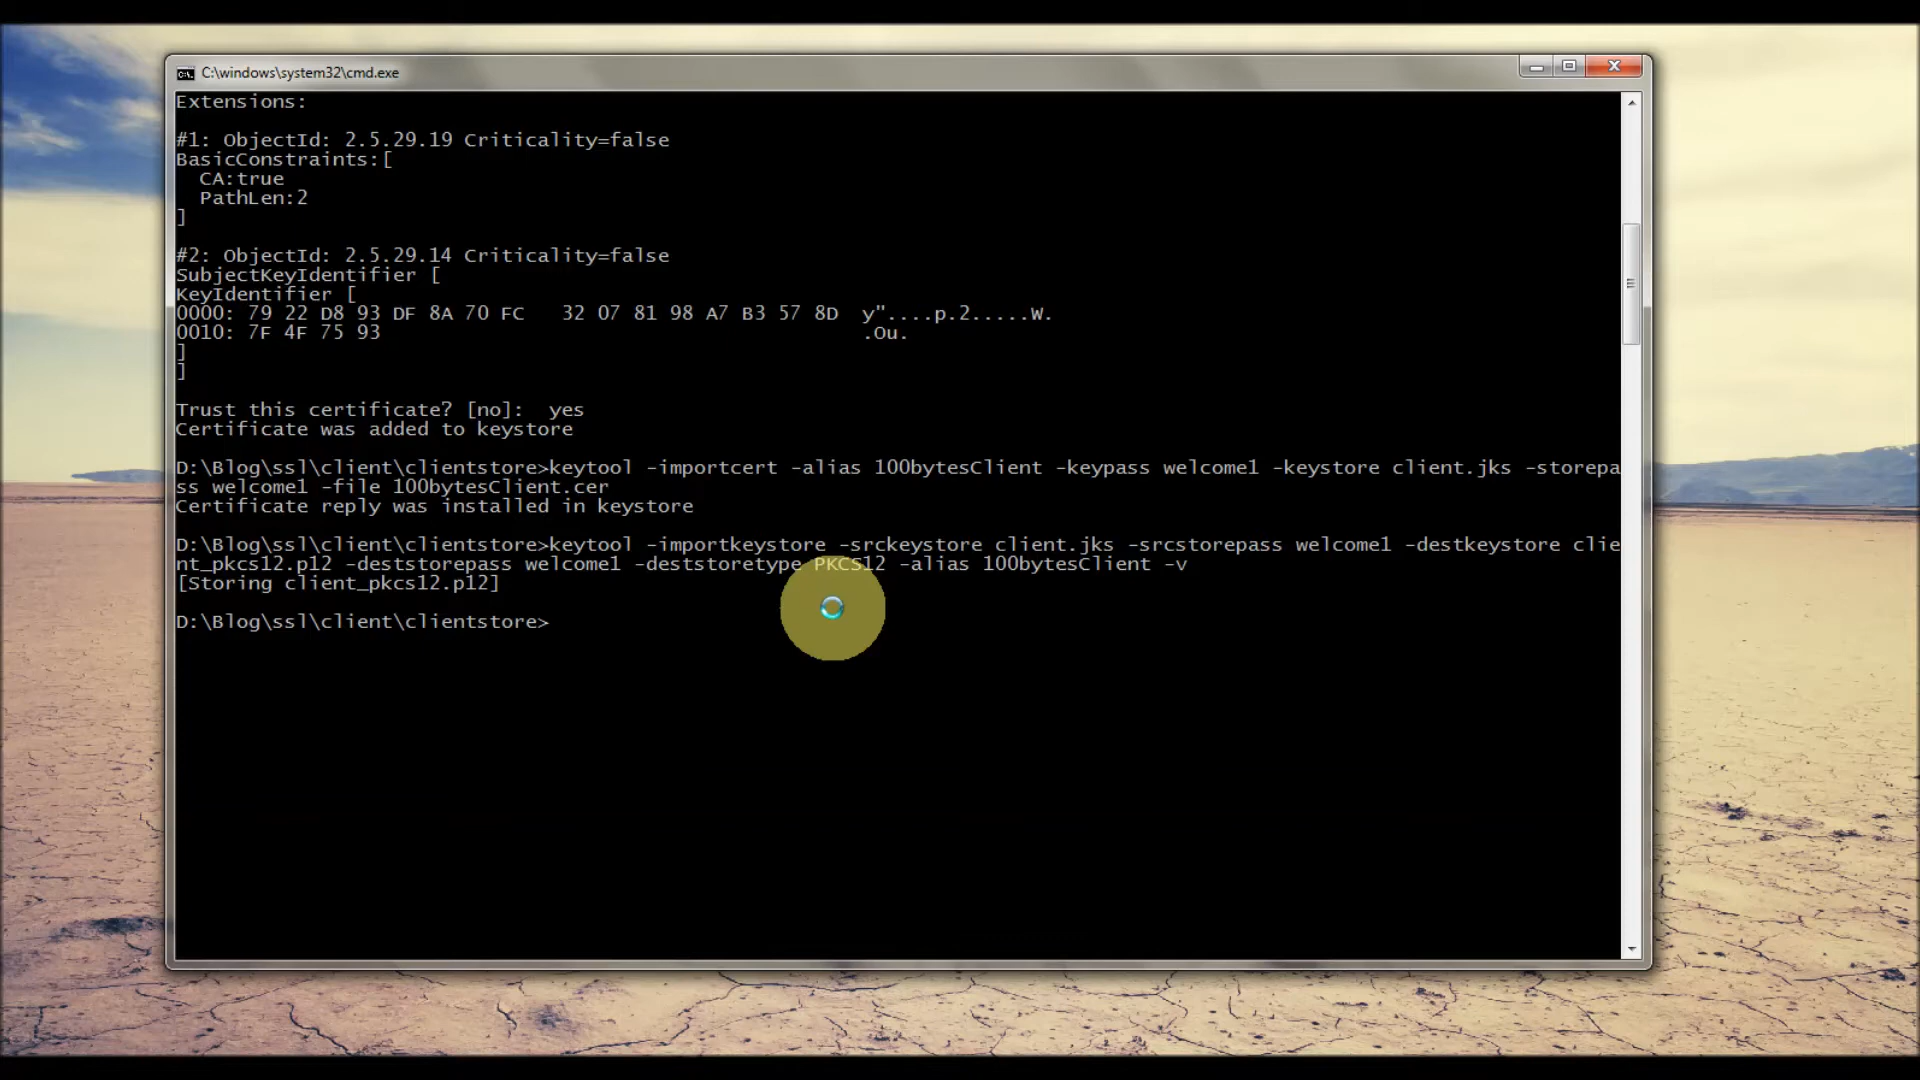 C:\windows\system32\cmd.exe
Extensions:
#1: ObjectId: 2.5.29.19 Criticality=false
BasicConstraints:[
  CA:true
  PathLen:2
]
#2: ObjectId: 2.5.29.14 Criticality=false
SubjectKeyIdentifier [
KeyIdentifier [
0000: 79 22 D8 93 DF 8A 70 FC   32 07 81 98 A7 B3 57 8D  y"....p.2.....W.
0010: 7F 4F 75 93                                        .Ou.
]
]
Trust this certificate? [no]:  yes
Certificate was added to keystore
D:\Blog\ssl\client\clientstore>keytool -importcert -alias 100bytesClient -keypass welcome1 -keystore client.jks -storepa
ss welcome1 -file 100bytesClient.cer
Certificate reply was installed in keystore
D:\Blog\ssl\client\clientstore>keytool -importkeystore -srckeystore client.jks -srcstorepass welcome1 -destkeystore clie
nt_pkcs12.p12 -deststorepass welcome1 -deststoretype PKCS12 -alias 100bytesClient -v
[Storing client_pkcs12.p12]
D:\Blog\ssl\client\clientstore>